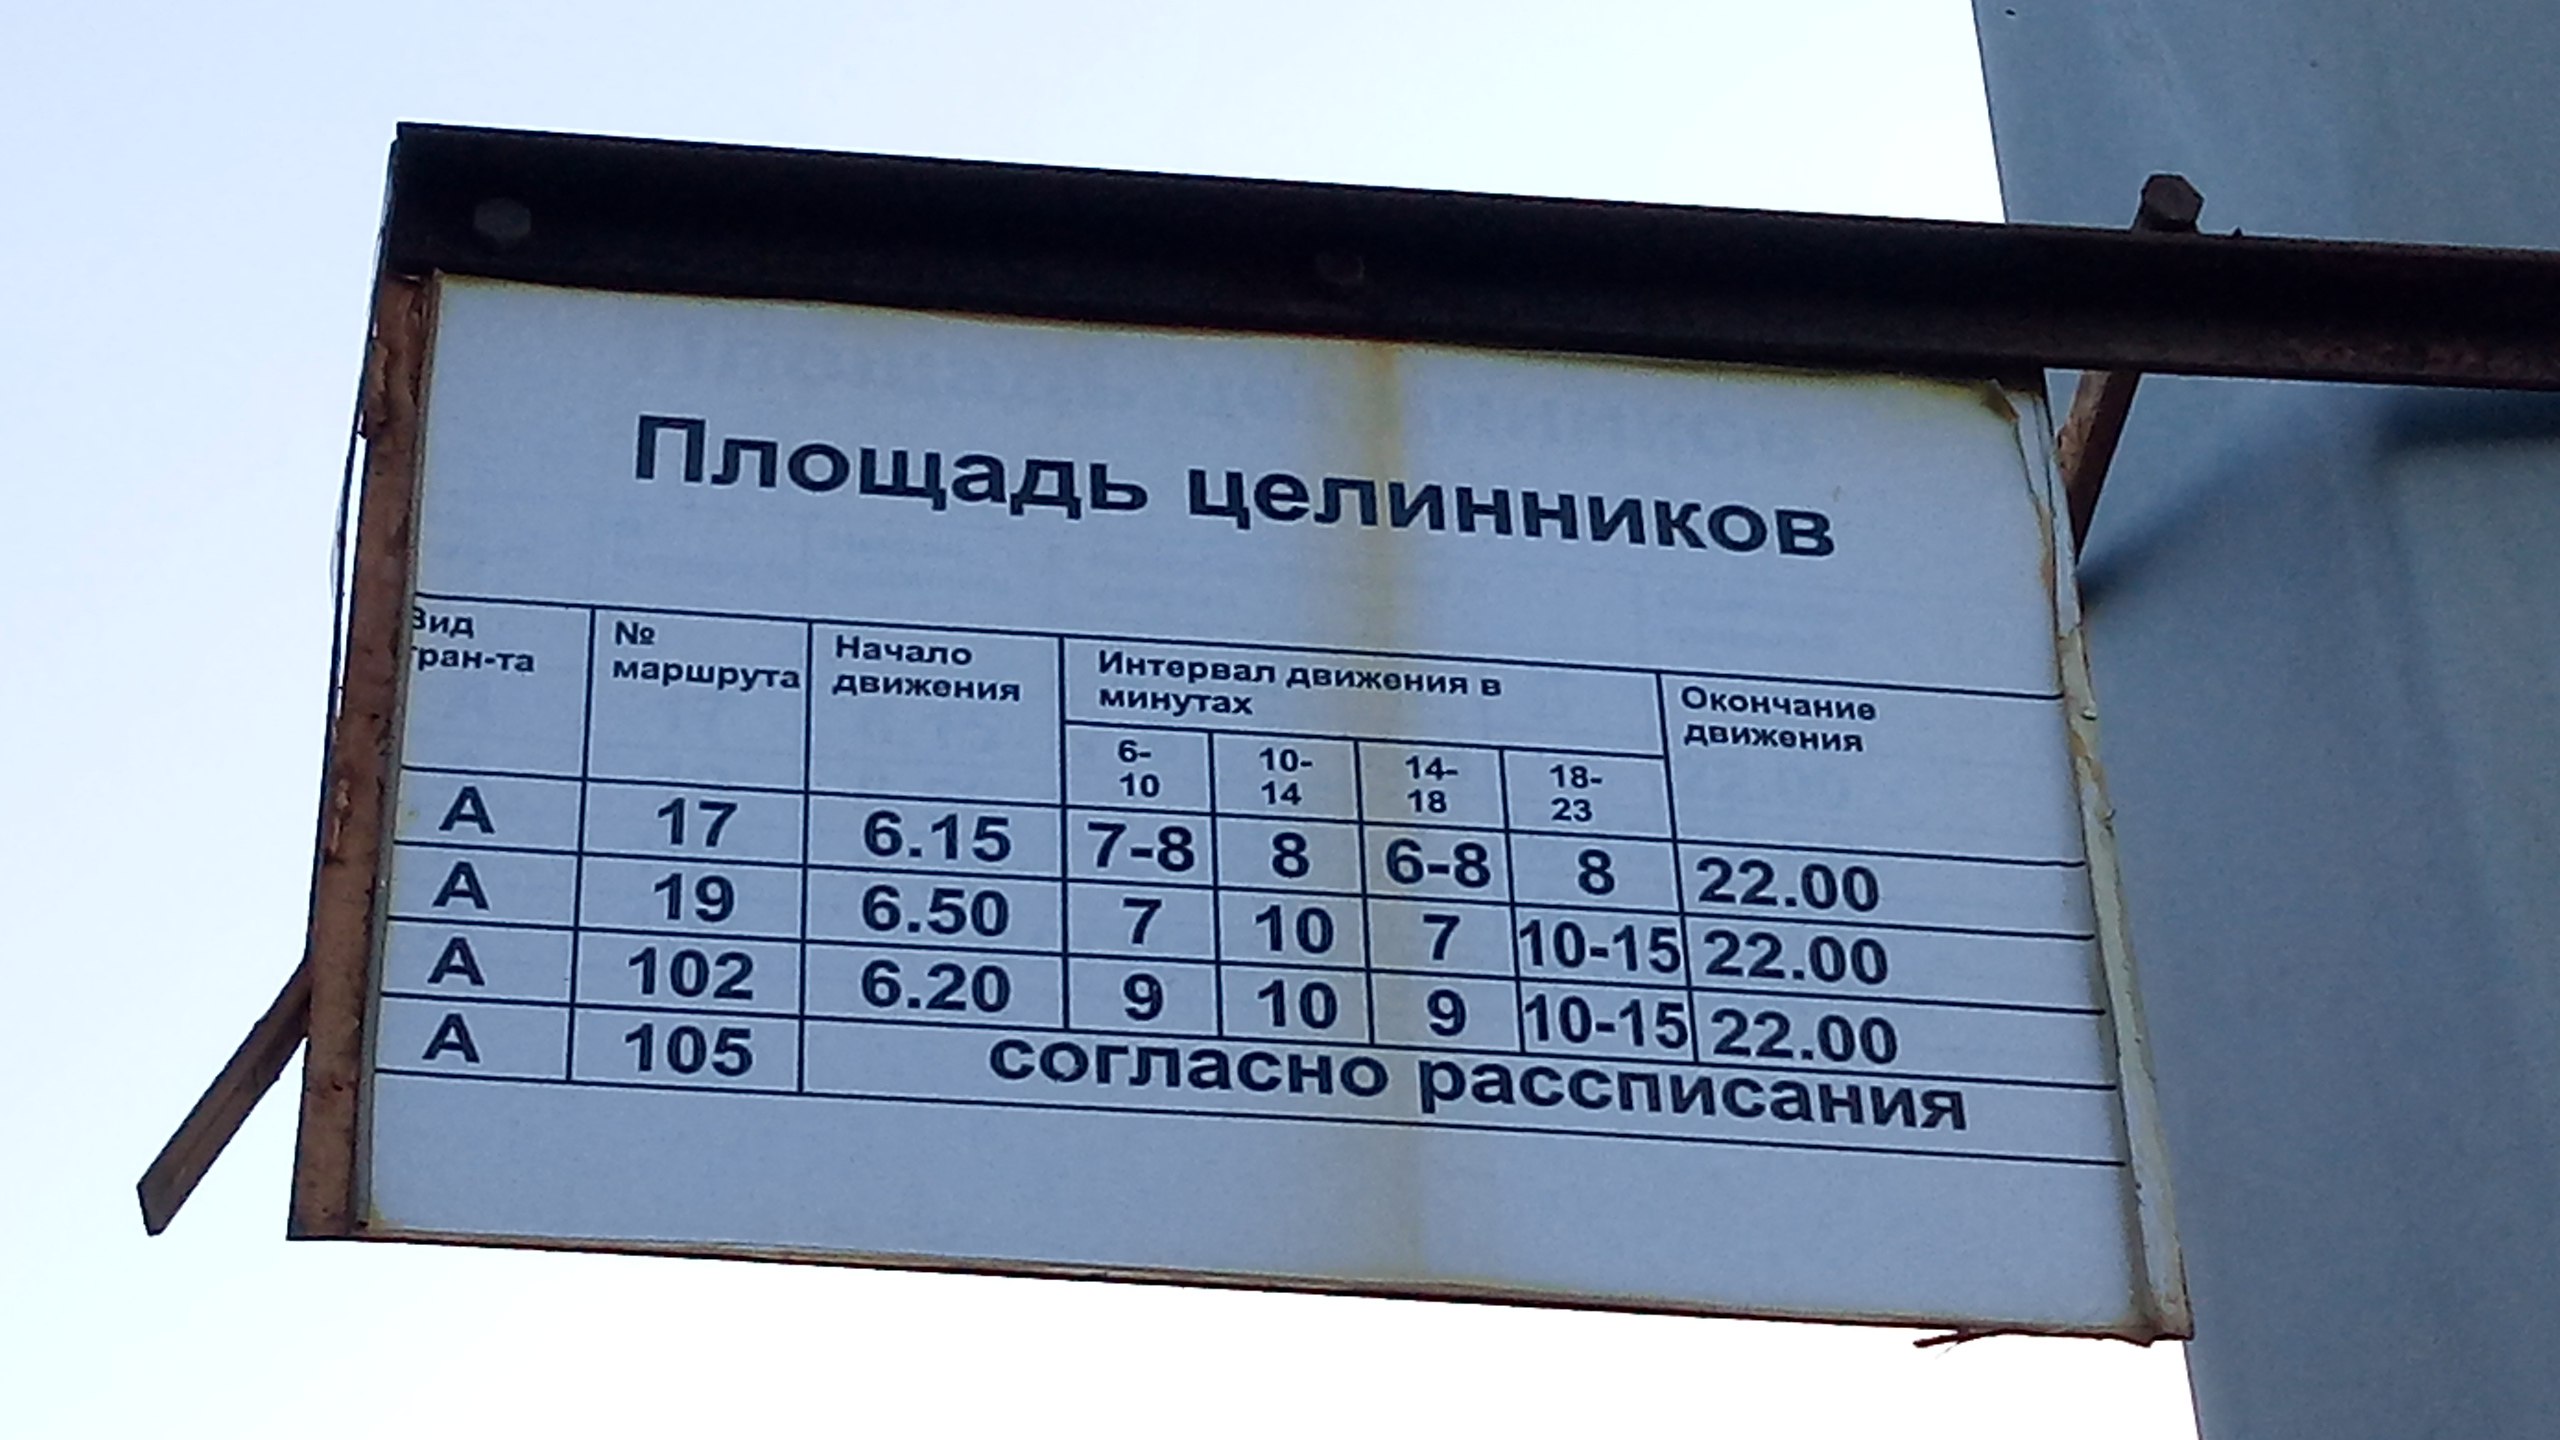 Площадь целинников
Вид тран-та № маршрута Начало движения Интервал движения в минутах Окончание движения
6-10 10-14 14-18 18-23
А 17 6.15 7-8 8 6-8 8 22.00
А 19 6.50 7 10 7 10-15 22.00
А 102 6.20 9 10 9 10-15 22.00
А 105 согласно рассписания